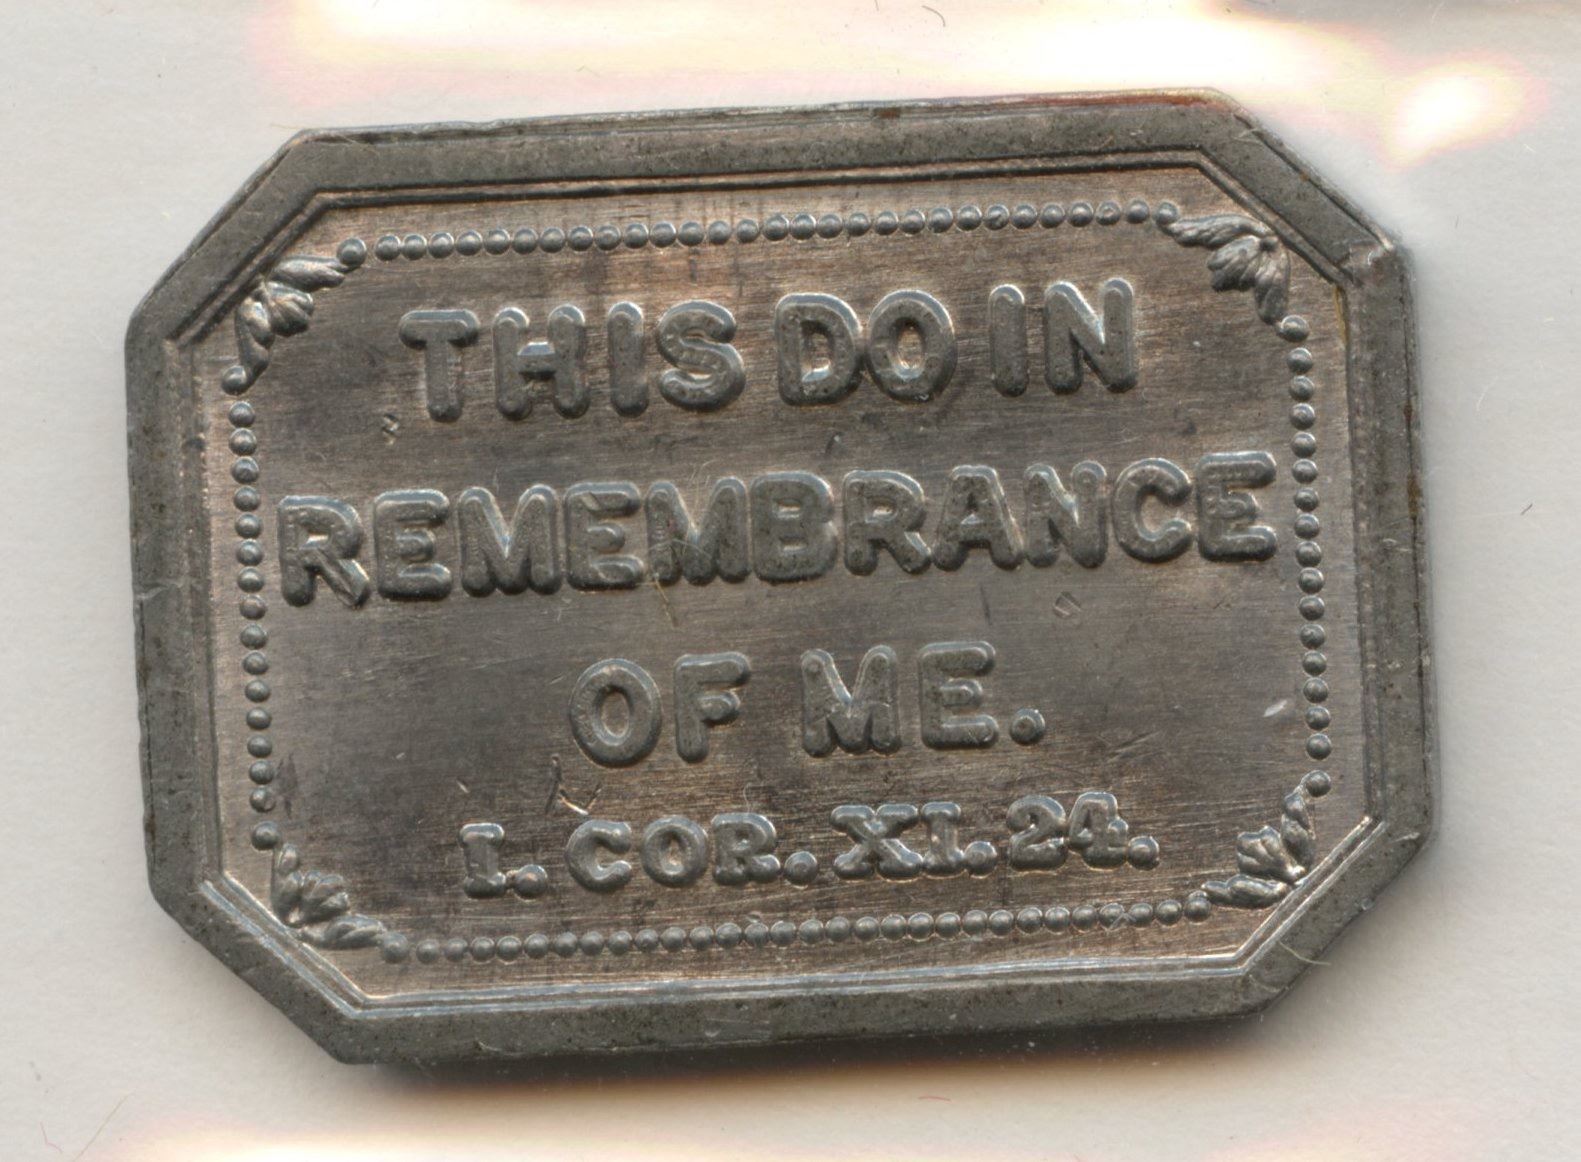 THIS DO IN
REMEMBRANCE
OF ME.
I. COR. XI. 24.